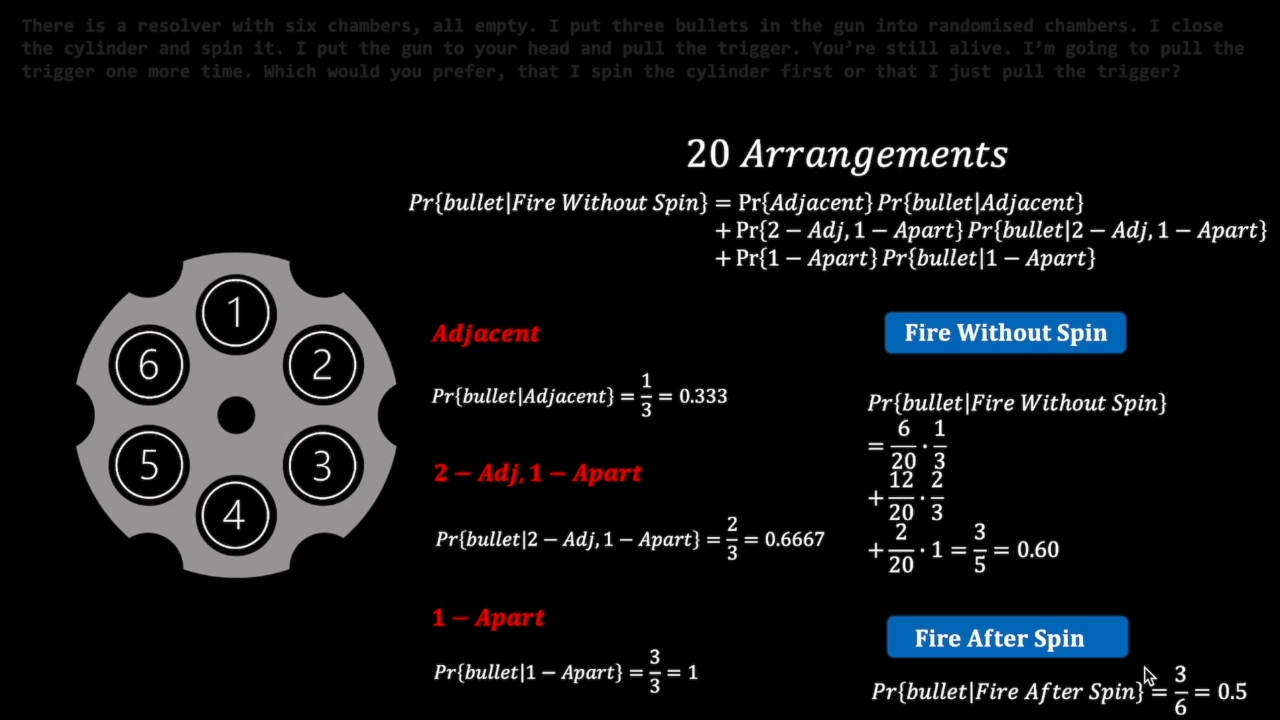 There is a resolver with six chambers, all empty. I put three bullets in the gun into randomised chambers. I close
the cylinder and spin it. I put the gun to your head and pull the trigger. You’re still alive. I’m going to pull the
trigger one more time. Which would you prefer, that I spin the cylinder first or that I just pull the trigger?
20 Arrangements
Pr{bullet|Fire Without Spin} = Pr{Adjacent} Pr{bullet|Adjacent}
+ Pr{2 − Adj, 1 − Apart} Pr{bullet|2 − Adj, 1 − Apart}
+ Pr{1 − Apart} Pr{bullet|1 − Apart}
1
2
3
4
5
6
Adjacent
Pr{bullet|Adjacent} = 1/3 = 0.333
2 − Adj, 1 − Apart
Pr{bullet|2 − Adj, 1 − Apart} = 2/3 = 0.6667
1 − Apart
Pr{bullet|1 − Apart} = 3/3 = 1
Fire Without Spin
Pr{bullet|Fire Without Spin}
= 6/20 · 1/3
+ 12/20 · 2/3
+ 2/20 · 1 = 3/5 = 0.60
Fire After Spin
Pr{bullet|Fire After Spin} = 3/6 = 0.5